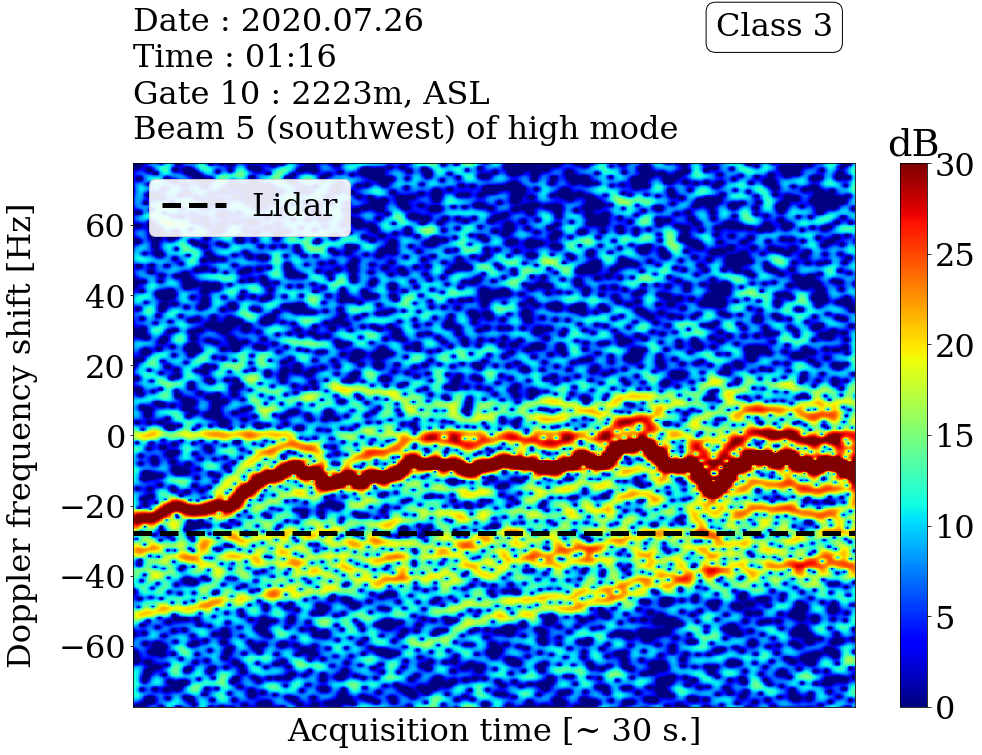 Date : 2020.07.26
Time : 01:16
Gate 10 : 2223m, ASL
Beam 5 (southwest) of high mode
Class 3
dB
Lidar
Doppler frequency shift [Hz]
60
40
20
0
−20
−40
−60
30
25
20
15
10
5
0
Acquisition time [~ 30 s.]